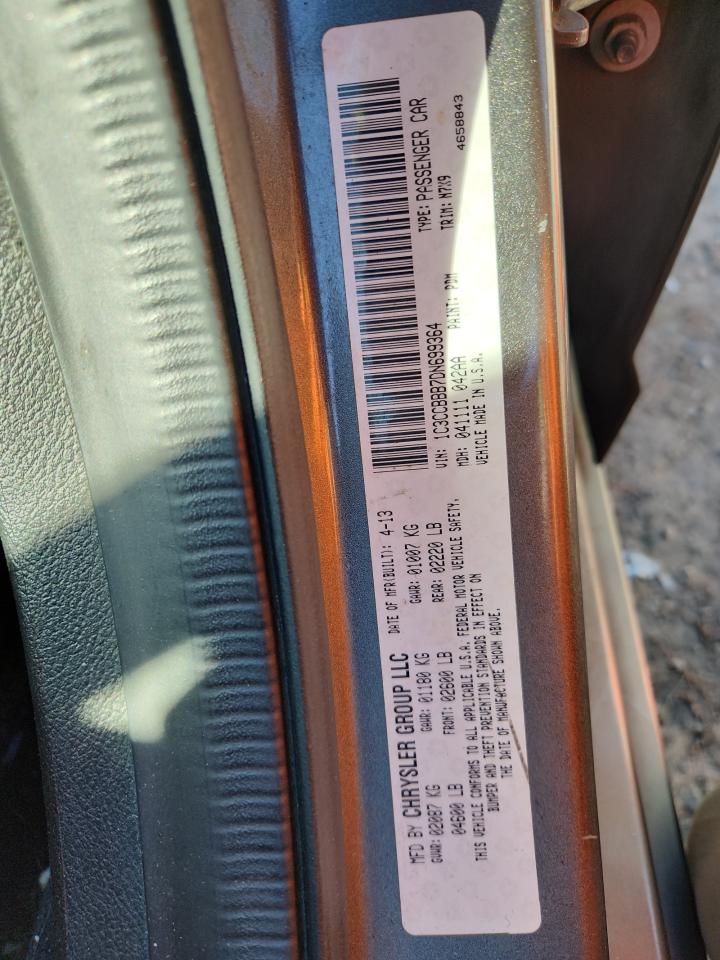 MFD BY CHRYSLER GROUP LLC DATE OF MFR(BUILT): 4-13
GVWR: 02087 KG GAWR: 01180 KG GAWR: 01007 KG
04600 LB FRONT: 02600 LB REAR: 02220 LB
THIS VEHICLE CONFORMS TO ALL APPLICABLE U.S.A. FEDERAL MOTOR VEHICLE SAFETY,
BUMPER AND THEFT PREVENTION STANDARDS IN EFFECT ON
THE DATE OF MANUFACTURE SHOWN ABOVE.
VIN: 1C3CCBBB7DN699364 TYPE: PASSENGER CAR
MDH: 041111 042AA PAINT: PDM TRIM: N7X9
VEHICLE MADE IN U.S.A. 4658843